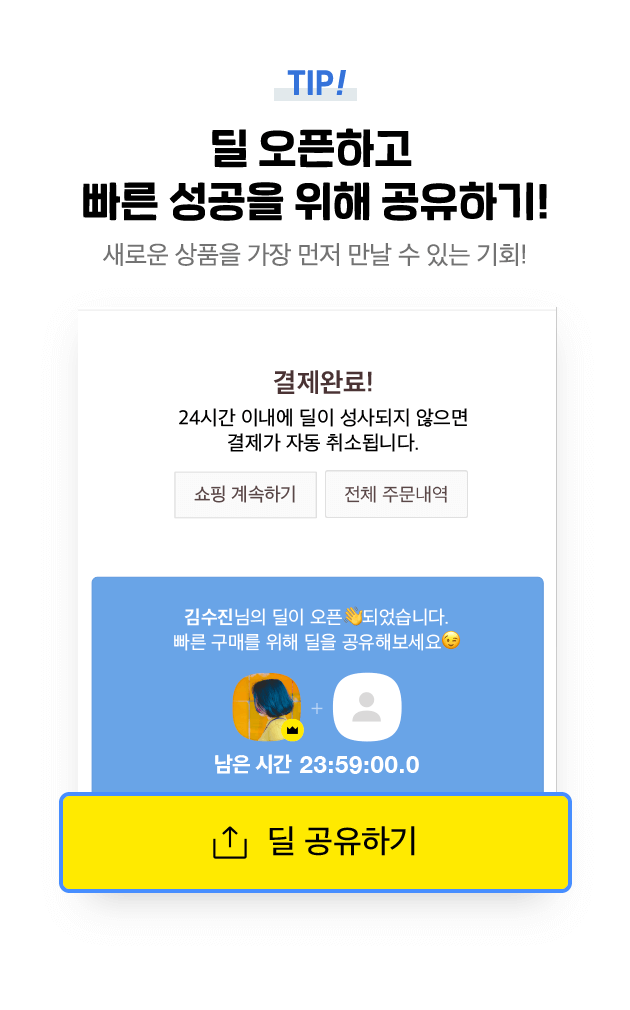 TIP!
딜 오픈하고
빠른 성공을 위해 공유하기!
새로운 상품을 가장 먼저 만날 수 있는 기회!
결제완료!
24시간 이내에 딜이 성사되지 않으면
결제가 자동 취소됩니다.
쇼핑 계속하기 전체 주문내역
김수진님의 딜이 오픈👋되었습니다.
빠른 구매를 위해 딜을 공유해보세요😉
+
남은 시간 23:59:00.0
딜 공유하기